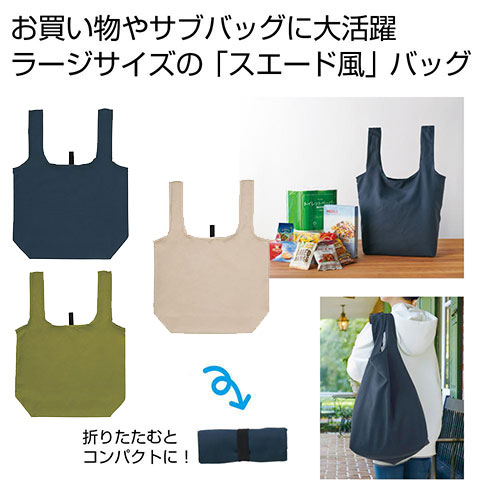 お買い物やサブバッグに大活躍
ラージサイズの「スエード風」バッグ
折りたたむと
コンパクトに！